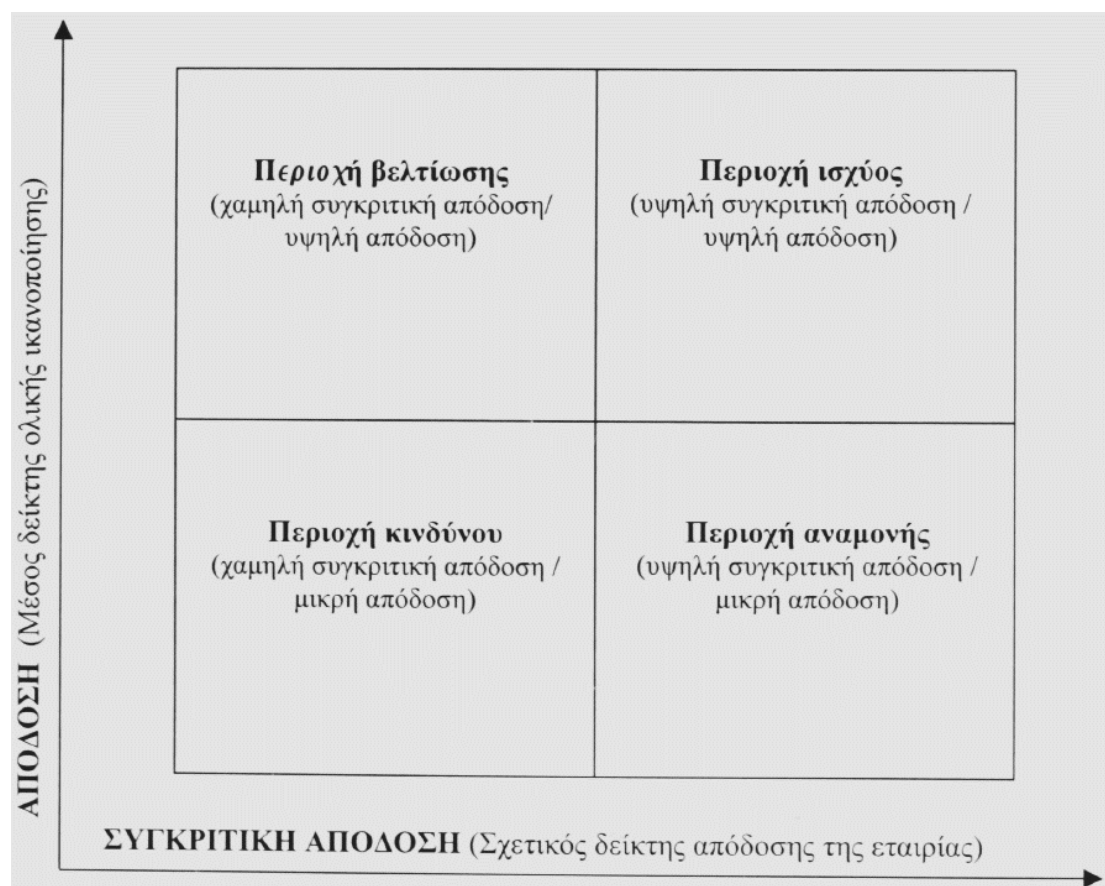 Περιοχή βελτίωσης
(χαμηλή συγκριτική απόδοση/
υψηλή απόδοση)
Περιοχή ισχύος
(υψηλή συγκριτική απόδοση /
υψηλή απόδοση)
Περιοχή κινδύνου
(χαμηλή συγκριτική απόδοση /
μικρή απόδοση)
Περιοχή αναμονής
(υψηλή συγκριτική απόδοση /
μικρή απόδοση)
ΑΠΟΔΟΣΗ (Μέσος δείκτης ολικής ικανοποίησης)
ΣΥΓΚΡΙΤΙΚΗ ΑΠΟΔΟΣΗ (Σχετικός δείκτης απόδοσης της εταιρίας)